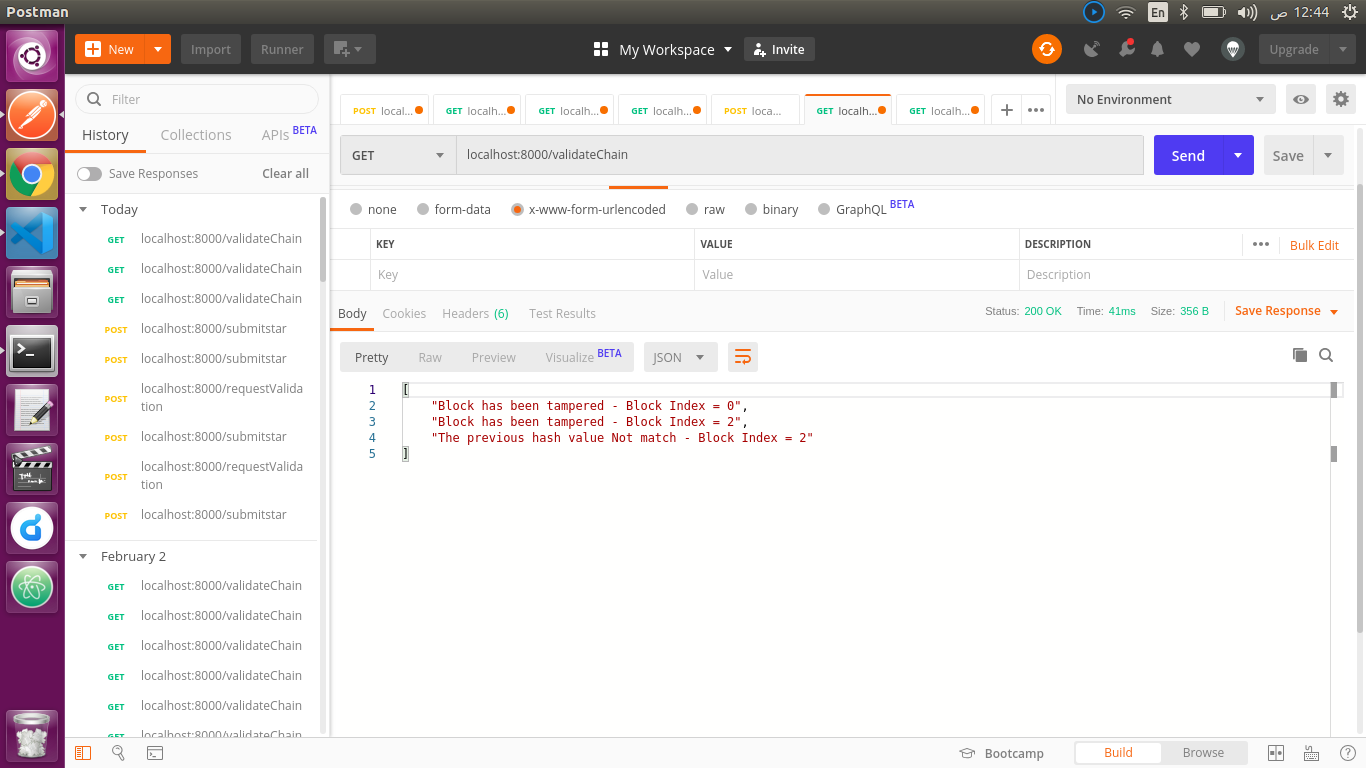 Postman
En
12:44 ص
New
Import
Runner
My Workspace
Invite
Upgrade
Filter
History
Collections
APIs BETA
Save Responses
Clear all
Today
GET localhost:8000/validateChain
GET localhost:8000/validateChain
GET localhost:8000/validateChain
POST localhost:8000/submitstar
POST localhost:8000/submitstar
POST localhost:8000/requestValida
tion
POST localhost:8000/submitstar
POST localhost:8000/requestValida
tion
POST localhost:8000/submitstar
February 2
GET localhost:8000/validateChain
GET localhost:8000/validateChain
GET localhost:8000/validateChain
GET localhost:8000/validateChain
GET localhost:8000/validateChain
GET localhost:8000/validateChain
POST local...
GET localh...
GET localh...
GET localh...
POST loca...
GET localh...
GET localh...
No Environment
GET
localhost:8000/validateChain
Send
Save
none
form-data
x-www-form-urlencoded
raw
binary
GraphQL BETA
KEY
VALUE
DESCRIPTION
Bulk Edit
Key
Value
Description
Body
Cookies
Headers (6)
Test Results
Status: 200 OK
Time: 41ms
Size: 356 B
Save Response
Pretty
Raw
Preview
Visualize BETA
JSON
1 [
2 "Block has been tampered - Block Index = 0",
3 "Block has been tampered - Block Index = 2",
4 "The previous hash value Not match - Block Index = 2"
5 ]
Bootcamp
Build
Browse